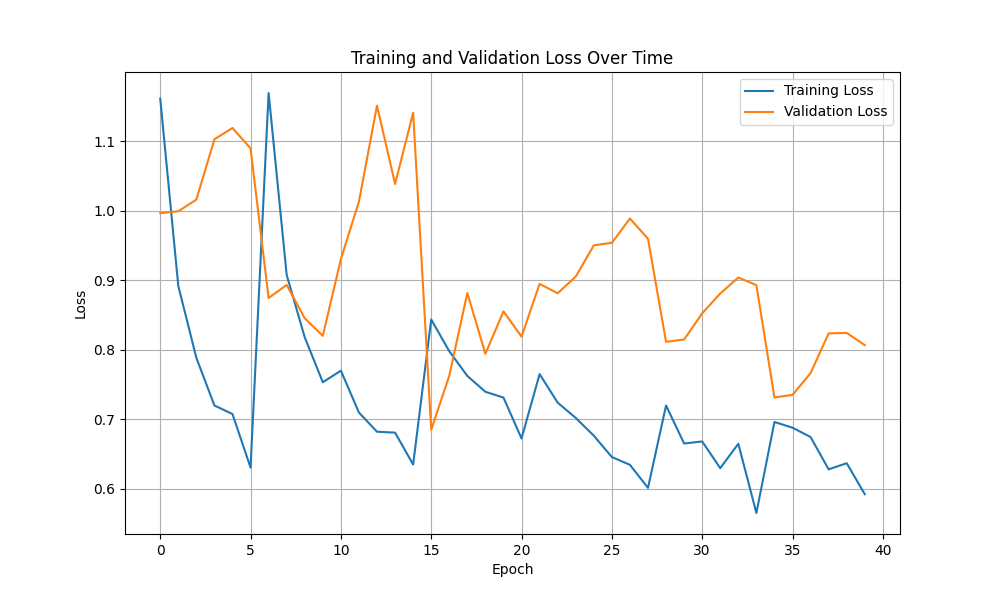 Training and Validation Loss Over Time
Training Loss
Validation Loss
Loss
1.1
1.0
0.9
0.8
0.7
0.6
0 5 10 15 20 25 30 35 40
Epoch